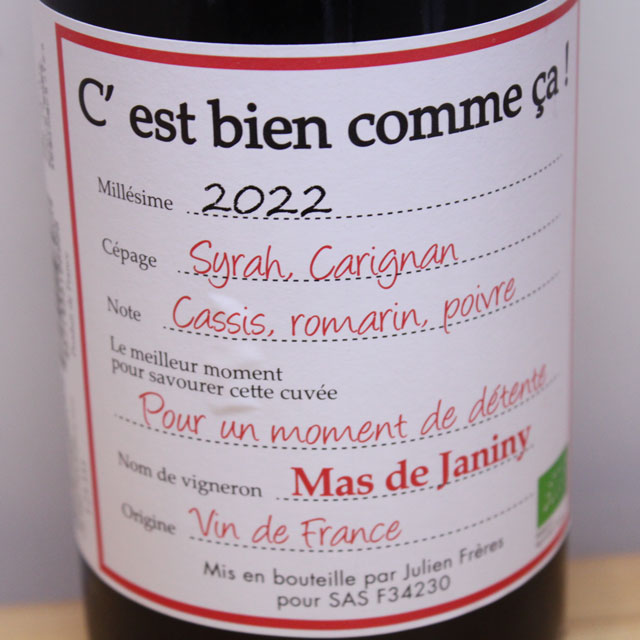 C' est bien comme ça !
Millésime 2022
Cépage Syrah, Carignan
Note Cassis, romarin, poivre
Le meilleur moment
pour savourer cette cuvée
Pour un moment de détente
Nom de vigneron Mas de Janiny
Origine Vin de France
Mis en bouteille par Julien Frères
pour SAS F34230